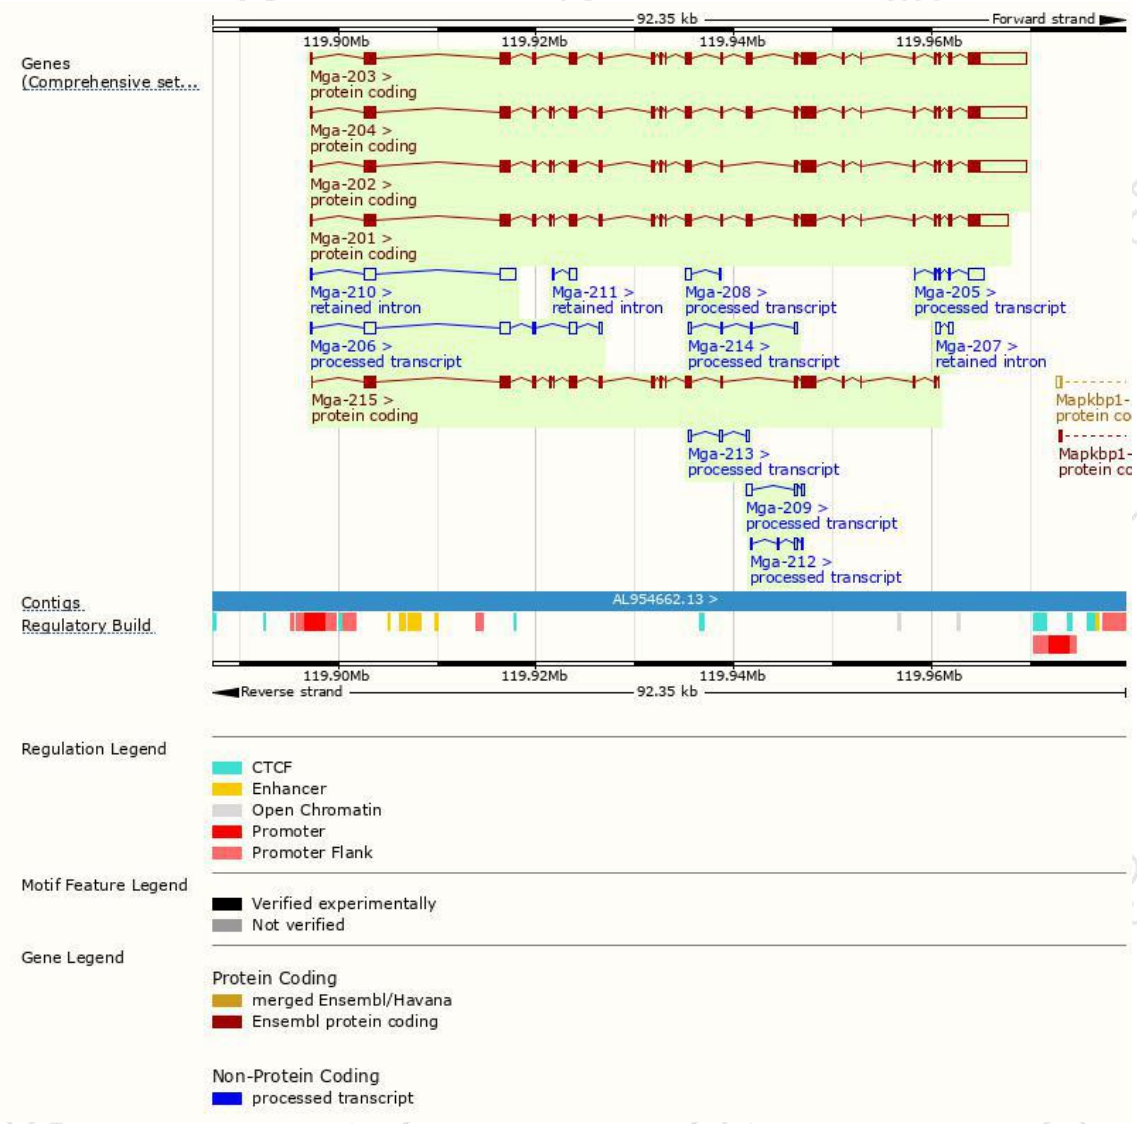 92.35 kb Forward strand
119.90Mb 119.92Mb 119.94Mb 119.96Mb
Genes
(Comprehensive set...
Mga-203 >
protein coding
Mga-204 >
protein coding
Mga-202 >
protein coding
Mga-201 >
protein coding
Mga-210 > Mga-211 > Mga-208 > Mga-205 >
retained intron retained intron processed transcript processed transcript
Mga-206 > Mga-214 > Mga-207 >
processed transcript processed transcript retained intron
Mga-215 > Mapkbp1-
protein coding protein co
Mga-213 > Mapkbp1-
processed transcript protein co
Mga-209 >
processed transcript
Mga-212 >
processed transcript
Contigs AL954662.13 >
Regulatory Build
119.90Mb 119.92Mb 119.94Mb 119.96Mb
Reverse strand 92.35 kb
Regulation Legend
CTCF
Enhancer
Open Chromatin
Promoter
Promoter Flank
Motif Feature Legend
Verified experimentally
Not verified
Gene Legend
Protein Coding
merged Ensembl/Havana
Ensembl protein coding
Non-Protein Coding
processed transcript